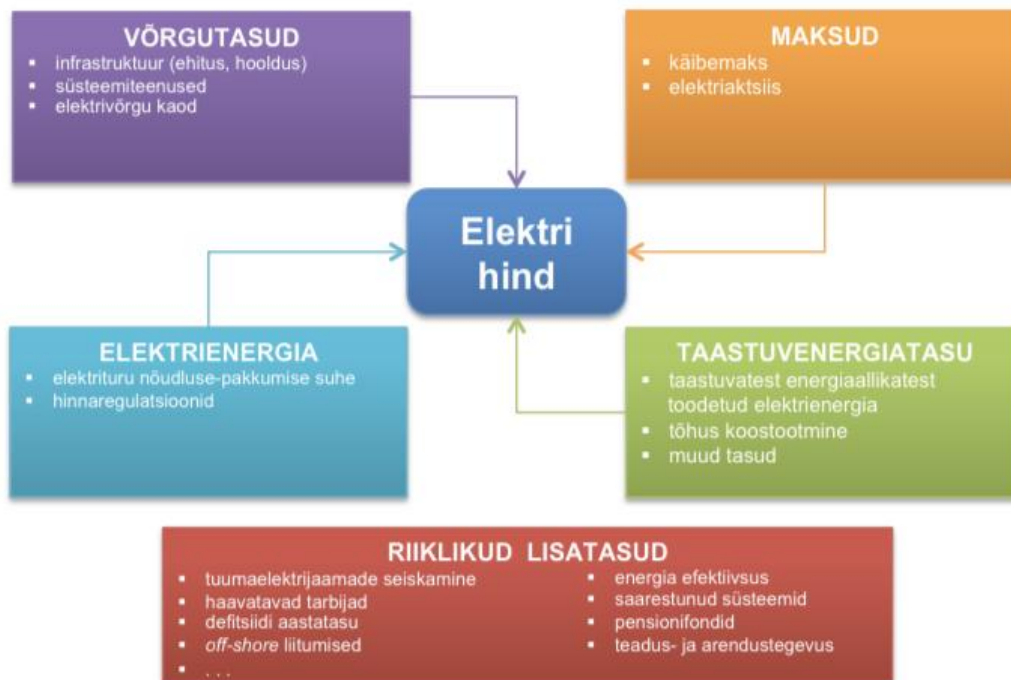 VÕRGUTASUD
▪ infrastruktuur (ehitus, hooldus)
▪ süsteemiteenused
▪ elektrivõrgu kaod
MAKSUD
▪ käibemaks
▪ elektriaktsiis
Elektri
hind
ELEKTRIENERGIA
▪ elektrituru nõudluse-pakkumise suhe
▪ hinnaregulatsioonid
TAASTUVENERGIATASU
▪ taastuvatest energiaallikatest
toodetud elektrienergia
▪ tõhus koostootmine
▪ muud tasud
RIIKLIKUD LISATASUD
▪ tuumaelektrijaamade seiskamine
▪ haavatavad tarbijad
▪ defitsiidi aastatasu
▪ off-shore liitumised
▪ . . .
▪ energia efektiivsus
▪ saarestunud süsteemid
▪ pensionifondid
▪ teadus- ja arendustegevus